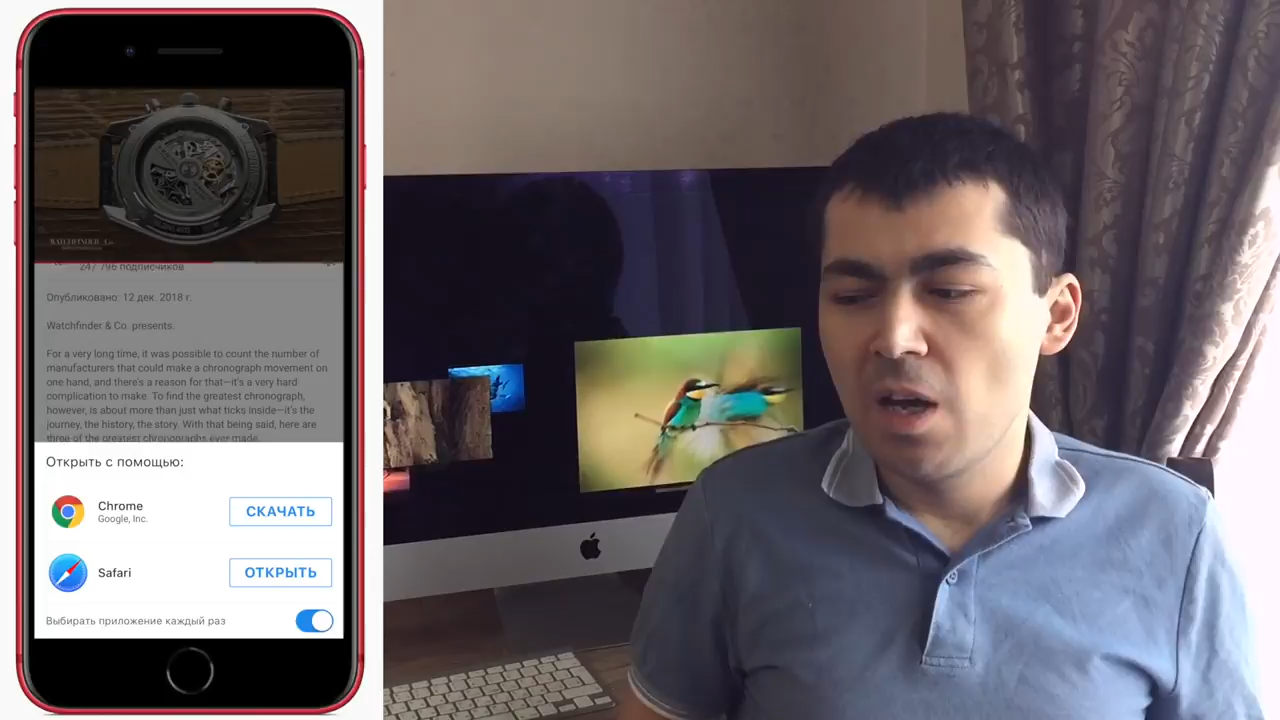 WATCHFINDER & Co.
247 796 подписчиков
Опубликовано: 12 дек. 2018 г.
Watchfinder & Co. presents.
For a very long time, it was possible to count the number of
manufacturers that could make a chronograph movement on
one hand, and there's a reason for that—it's a very hard
complication to make. To find the greatest chronograph,
however, is about more than just what ticks inside—it's the
journey, the history, the story. With that being said, here are
three of the greatest chronographs ever made.
Открыть с помощью:
Chrome
Google, Inc.
СКАЧАТЬ
Safari
ОТКРЫТЬ
Выбирать приложение каждый раз